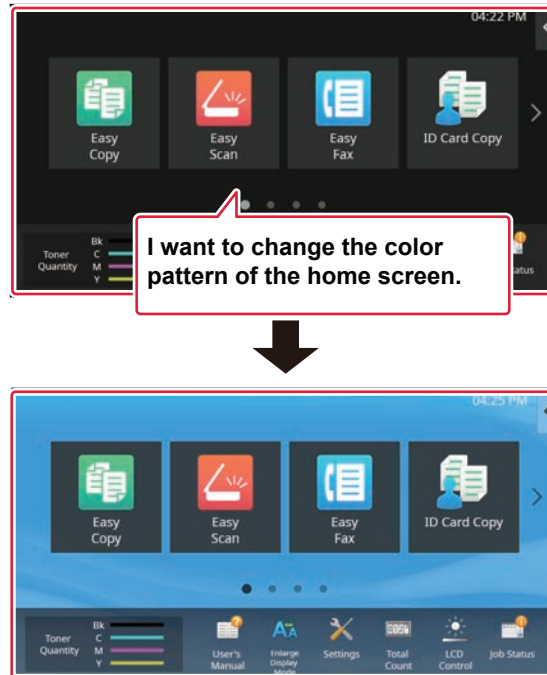 04:22 PM
Easy
Copy
Easy
Scan
Easy
Fax
ID Card Copy
I want to change the color
pattern of the home screen.
Toner
Quantity
Bk
C
M
Y
04:25 PM
Easy
Copy
Easy
Scan
Easy
Fax
ID Card Copy
Toner
Quantity
Bk
C
M
Y
User's
Manual
Enlarge
Display
Mode
Settings
Total
Count
LCD
Control
Job Status